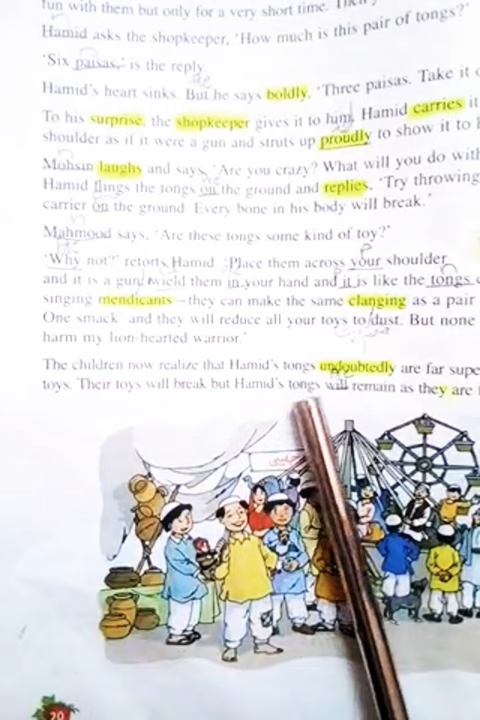 fun with them but only for a very short time.
Hamid asks the shopkeeper, 'How much is this pair of tongs?'
'Six paisas,' is the reply.
Hamid's heart sinks. But he says boldly, 'Three paisas. Take it
To his surprise, the shopkeeper gives it to him. Hamid carries it
shoulder as if it were a gun and struts up proudly to show it to
Mohsin laughs and says, 'Are you crazy? What will you do with
Hamid flings the tongs on the ground and replies, 'Try throwing
carrier on the ground. Every bone in his body will break.'
Mahmood says, 'Are these tongs some kind of toy?'
'Why not?' retorts Hamid. 'Place them across your shoulder
and it is a gun; wield them in your hand and it is like the tongs
singing mendicants—they can make the same clanging as a pair
One smack and they will reduce all your toys to dust. But none
harm my lion-hearted warrior.'
The children now realize that Hamid's tongs undoubtedly are far
toys. Their toys will break but Hamid's tongs will remain as they are
20